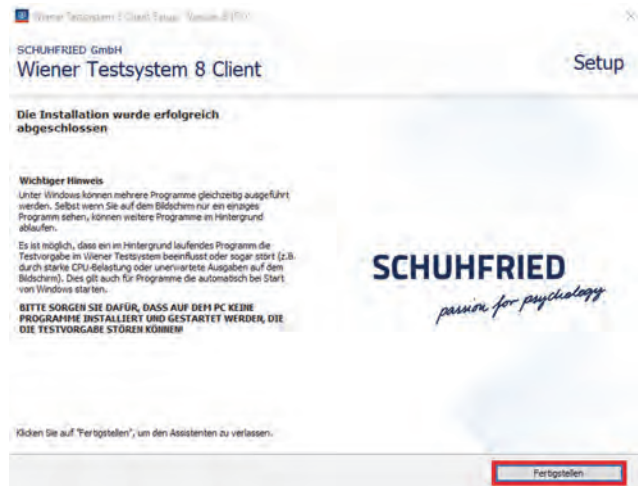 Wiener Testsystem 8 Client Setup
SCHUHFRIED GmbH
Wiener Testsystem 8 Client
Setup
Die Installation wurde erfolgreich
abgeschlossen
Wichtiger Hinweis
Unter Windows können mehrere Programme gleichzeitig ausgeführt
werden. Selbst wenn Sie auf dem Bildschirm nur ein einziges
Programm sehen, können weitere Programme im Hintergrund
ablaufen.
Es ist möglich, dass ein im Hintergrund laufendes Programm die
Testvorgabe im Wiener Testsystem beeinflusst oder sogar stört (z.B.
durch starke CPU-Belastung oder unerwartete Ausgaben auf dem
Bildschirm). Dies gilt auch für Programme die automatisch bei Start
von Windows starten.
BITTE SORGEN SIE DAFÜR, DASS AUF DEM PC KEINE
PROGRAMME INSTALLIERT UND GESTARTET WERDEN, DIE
DIE TESTVORGABE STÖREN KÖNNEN!
SCHUHFRIED
passion for psychology
Klicken Sie auf "Fertigstellen", um den Assistenten zu verlassen.
Fertigstellen